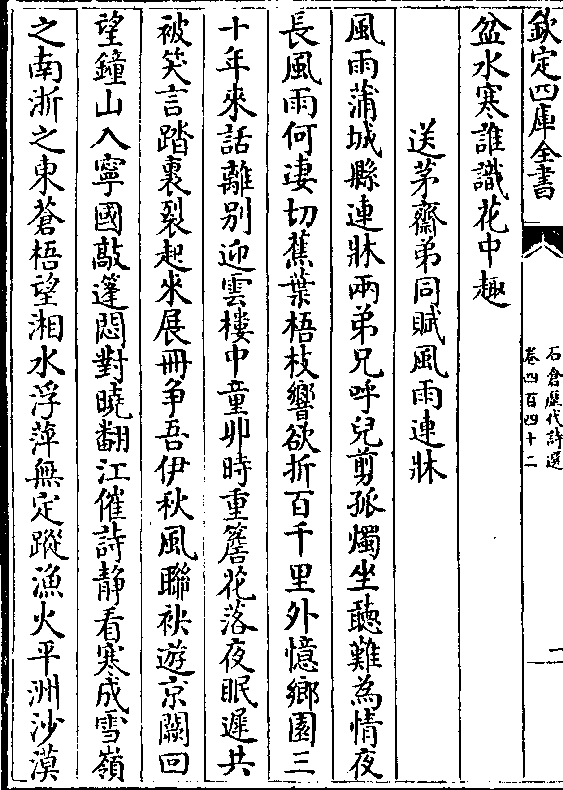 欽定四庫全書
石倉歷代詩選
卷四百四十二
二
盆水寒誰識花中趣
送茅齋弟同賦風雨連牀
風雨蒲城縣連牀兩弟兄呼兒剪孤燭坐聽難為情夜
長風雨何凄切蕉葉梧枝響欲折百千里外憶鄉園三
十年來話離別迎雲樓中童丱時重簷花落夜眠遲共
被笑言踏裏裂起來展冊争吾伊秋風聯袂遊京闕回
望鐘山入寧國敲篷悶對曉翻江催詩静看寒成雪嶺
之南浙之東蒼梧望湘水浮萍無定蹤漁火平洲沙漠